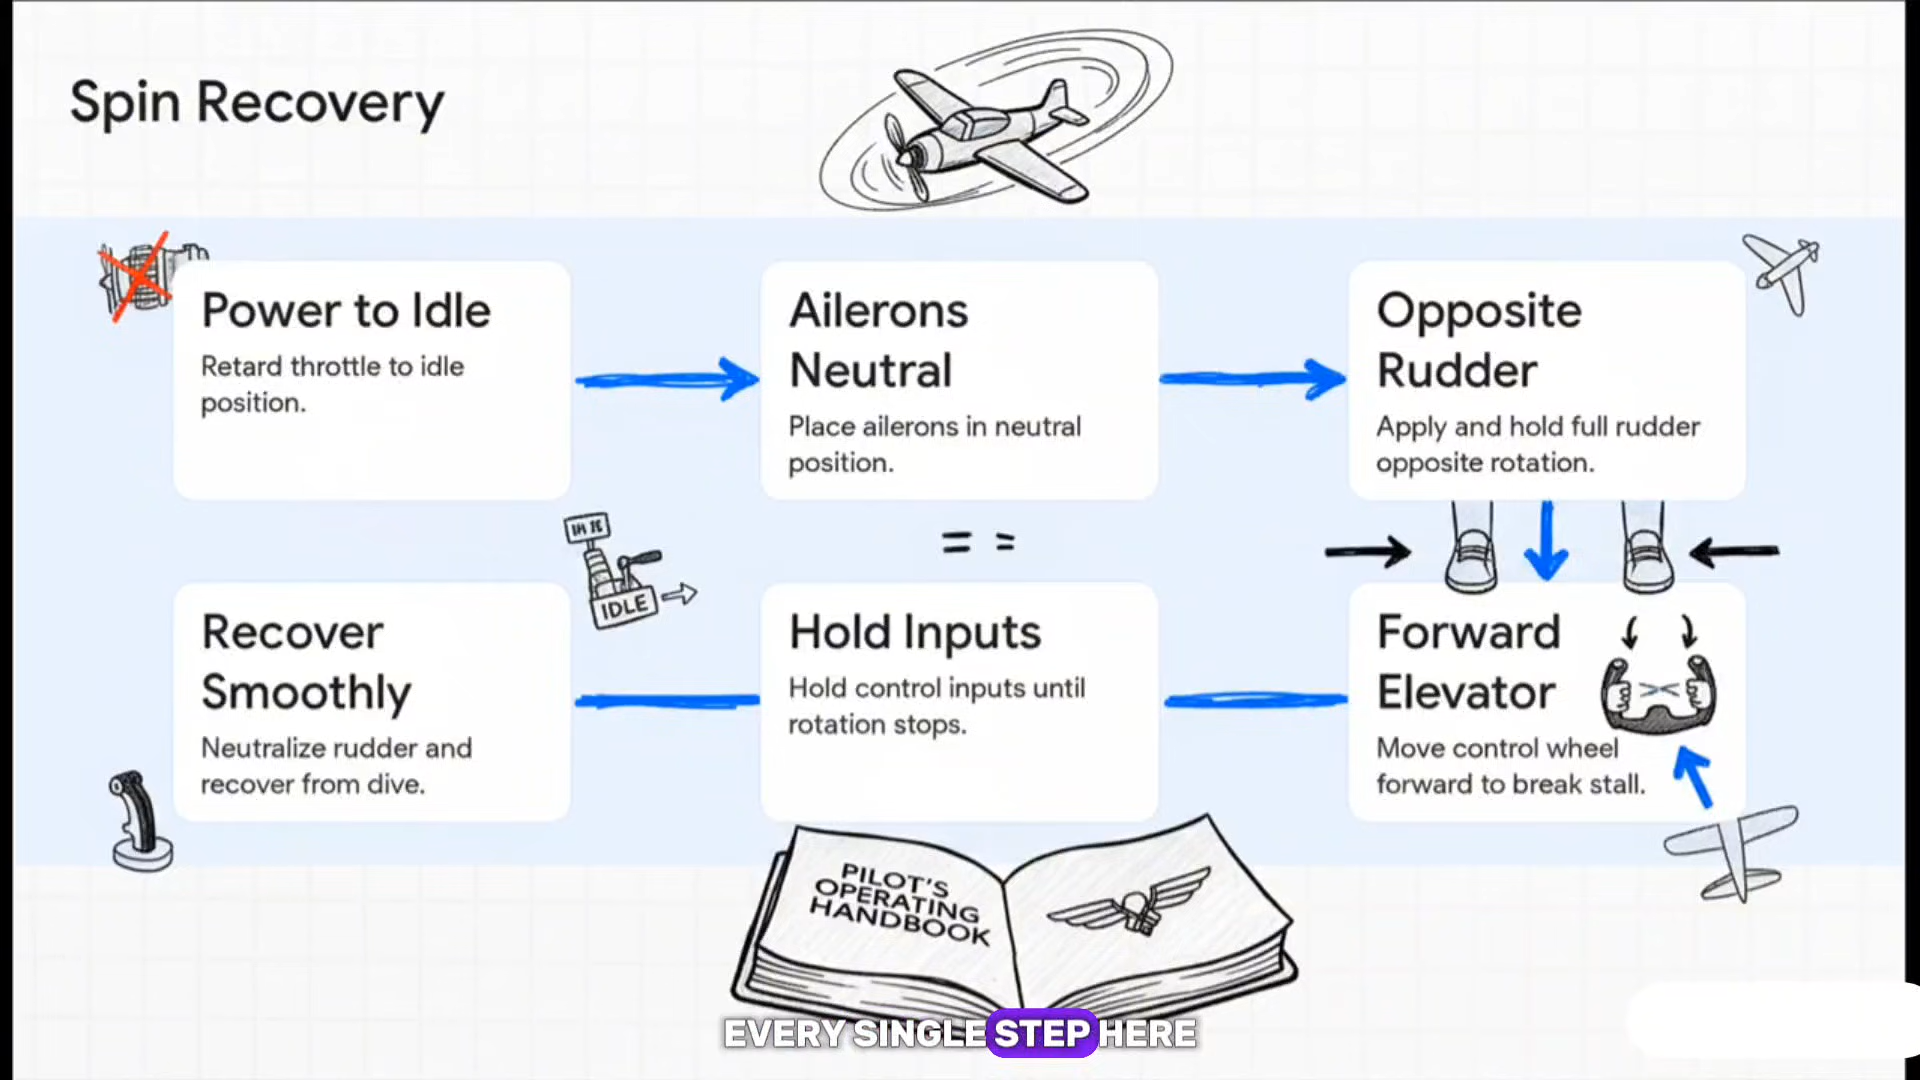 Spin Recovery
Power to Idle
Retard throttle to idle
position.
Ailerons
Neutral
Place ailerons in neutral
position.
Opposite
Rudder
Apply and hold full rudder
opposite rotation.
IDLE
Recover
Smoothly
Neutralize rudder and
recover from dive.
Hold Inputs
Hold control inputs until
rotation stops.
Forward
Elevator
Move control wheel
forward to break stall.
PILOT'S
OPERATING
HANDBOOK
EVERY SINGLE STEP HERE